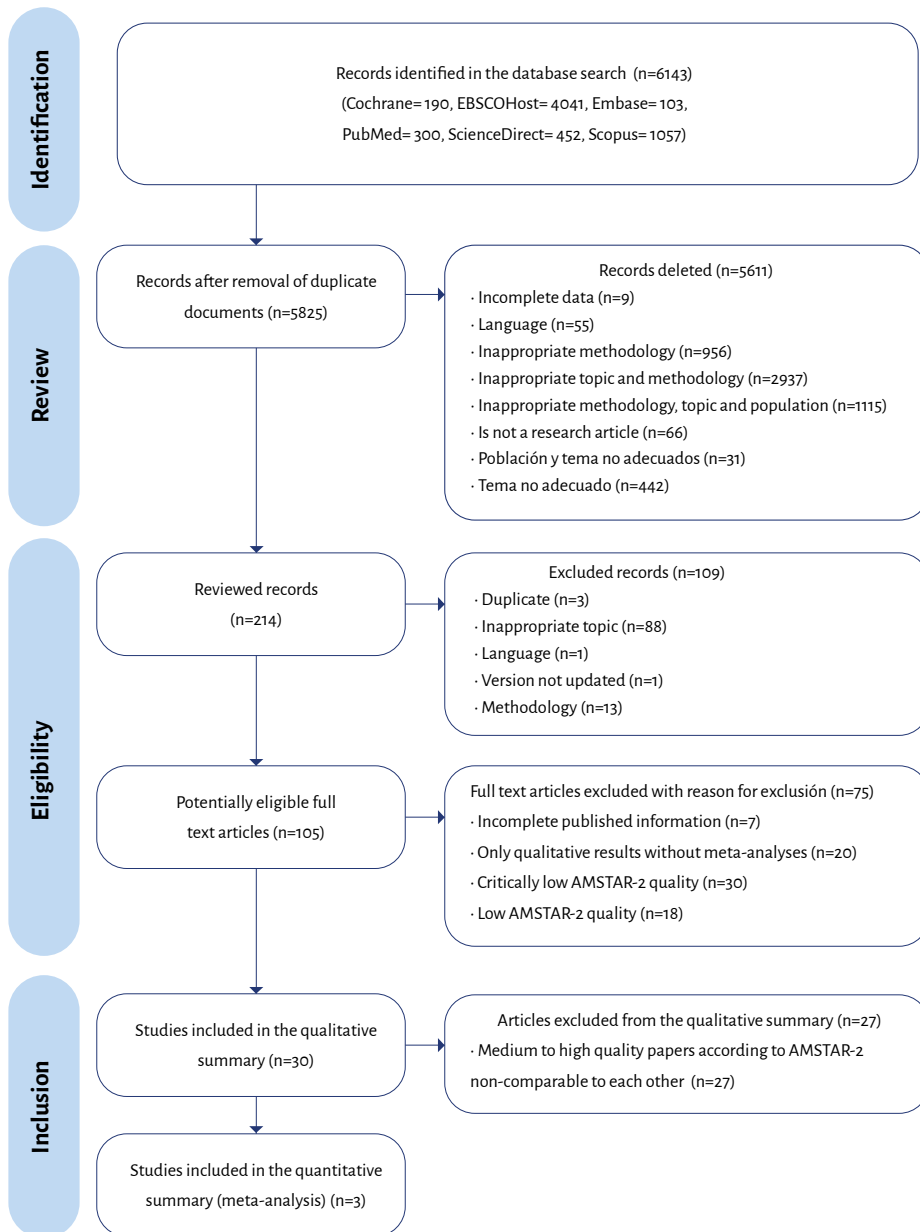 Identification
Records identified in the database search (n=6143)
(Cochrane= 190, EBSCOHost= 4041, Embase= 103,
PubMed= 300, ScienceDirect= 452, Scopus= 1057)
Review
Records after removal of duplicate
documents (n=5825)
Records deleted (n=5611)
· Incomplete data (n=9)
· Language (n=55)
· Inappropriate methodology (n=956)
· Inappropriate topic and methodology (n=2937)
· Inappropriate methodology, topic and population (n=1115)
· Is not a research article (n=66)
· Población y tema no adecuados (n=31)
· Tema no adecuado (n=442)
Eligibility
Reviewed records
(n=214)
Excluded records (n=109)
· Duplicate (n=3)
· Inappropriate topic (n=88)
· Language (n=1)
· Version not updated (n=1)
· Methodology (n=13)
Potentially eligible full
text articles (n=105)
Full text articles excluded with reason for exclusión (n=75)
· Incomplete published information (n=7)
· Only qualitative results without meta-analyses (n=20)
· Critically low AMSTAR-2 quality (n=30)
· Low AMSTAR-2 quality (n=18)
Inclusion
Studies included in the qualitative
summary (n=30)
Articles excluded from the qualitative summary (n=27)
· Medium to high quality papers according to AMSTAR-2
non-comparable to each other (n=27)
Studies included in the quantitative
summary (meta-analysis) (n=3)